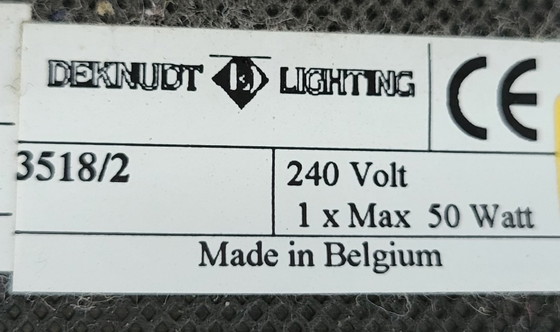 DEKNUDT D LIGHTING CE
3518/2 240 Volt
1 x Max 50 Watt
Made in Belgium